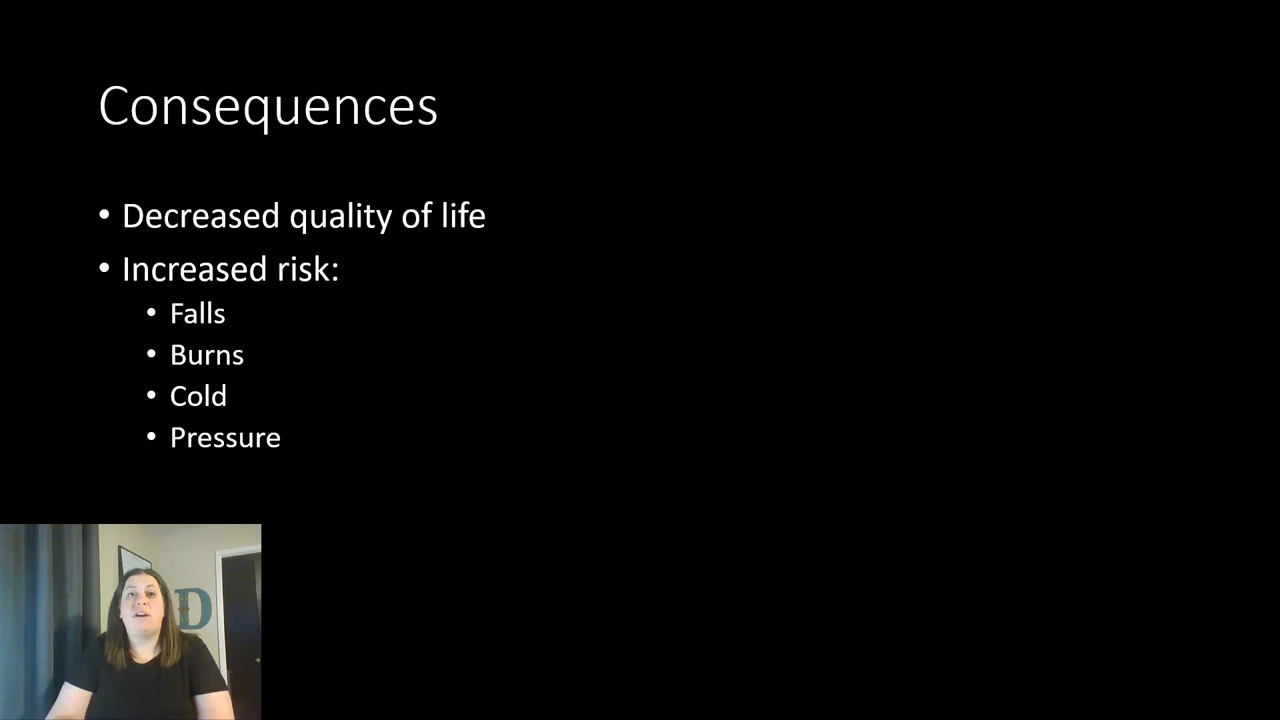 Consequences
• Decreased quality of life
• Increased risk:
• Falls
• Burns
• Cold
• Pressure
D